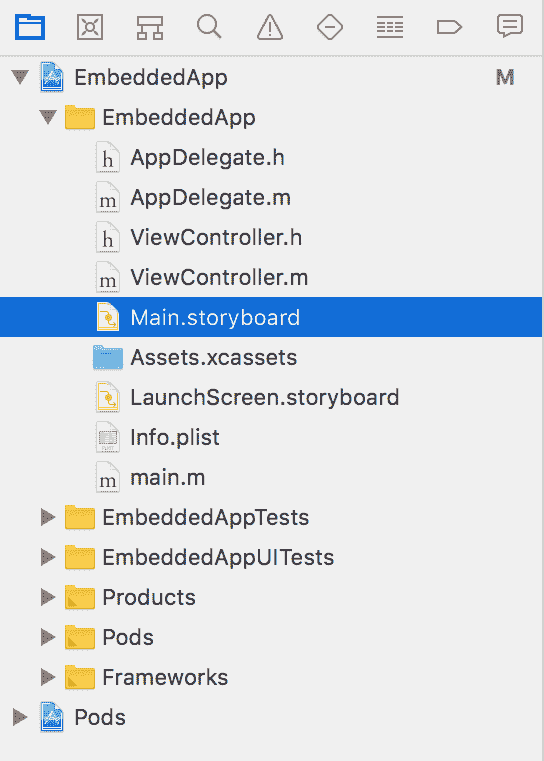 EmbeddedApp M
EmbeddedApp
h AppDelegate.h
m AppDelegate.m
h ViewController.h
m ViewController.m
Main.storyboard
Assets.xcassets
LaunchScreen.storyboard
PLIST Info.plist
m main.m
EmbeddedAppTests
EmbeddedAppUITests
Products
Pods
Frameworks
Pods